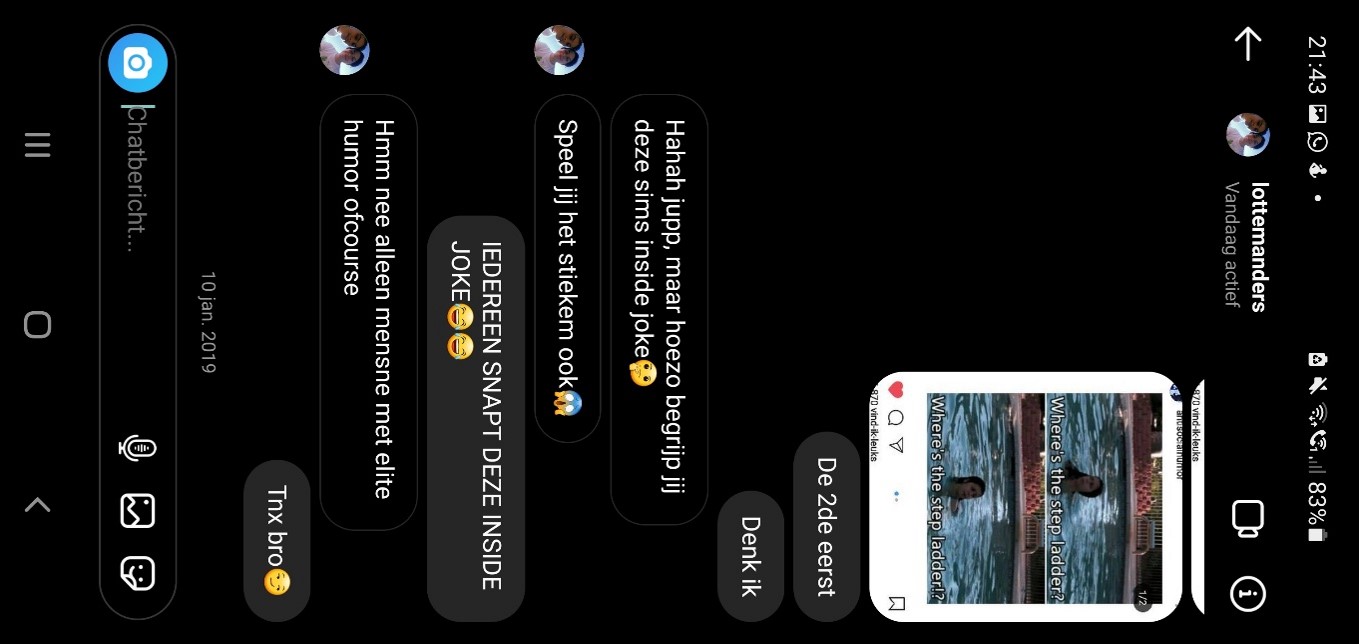 21:43
83%
lottemanders
Vandaag actief
870 vind-ik-leuks
antisocialhumor
1/2
Where's the step ladder?
Where's the step ladder!?
870 vind-ik-leuks
De 2de eerst
Denk ik
Hahah jupp, maar hoezo begrijp jij
deze sims inside joke🤔
Speel jij het stiekem ook😱
IEDEREEN SNAPT DEZE INSIDE
JOKE😂😂
Hmm nee alleen mensne met elite
humor ofcourse
Tnx bro😏
10 jan. 2019
Chatbericht...